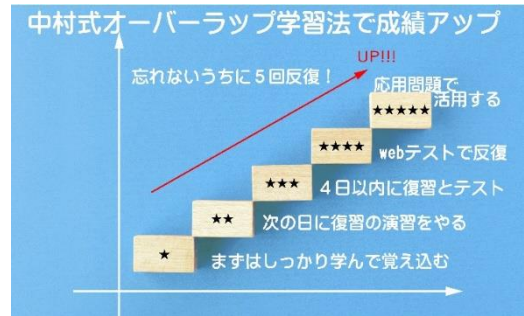 中村式オーバーラップ学習法で成績アップ
UP!!!
忘れないうちに５回反復！
応用問題で
活用する
★★★★★
★★★★
webテストで反復
★★★
４日以内に復習とテスト
★★
次の日に復習の演習をやる
★
まずはしっかり学んで覚え込む